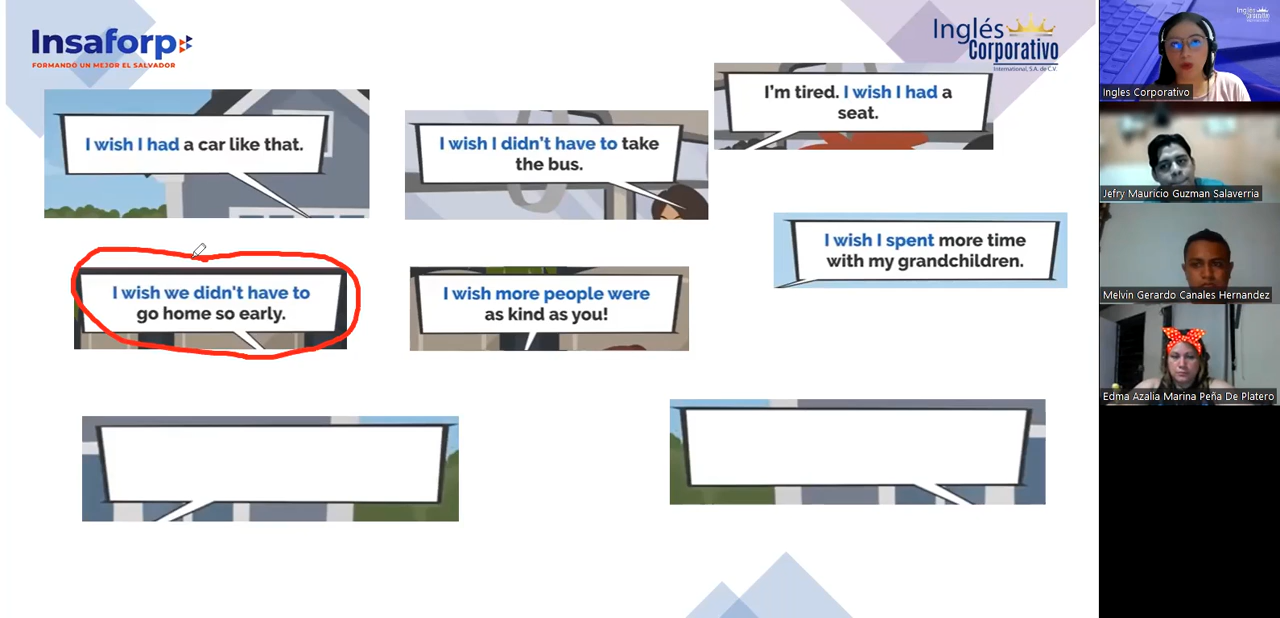 Insaforp
FORMANDO UN MEJOR EL SALVADOR
Inglés
Corporativo
International, S.A. de C.V.
I wish I had a car like that.
I wish I didn't have to take
the bus.
I'm tired. I wish I had a
seat.
I wish we didn't have to
go home so early.
I wish more people were
as kind as you!
I wish I spent more time
with my grandchildren.
Inglés
Corporativo
Ingles Corporativo
Jefry Mauricio Guzman Salaverria
Melvin Gerardo Canales Hernandez
Edma Azalia Marina Peña De Platero